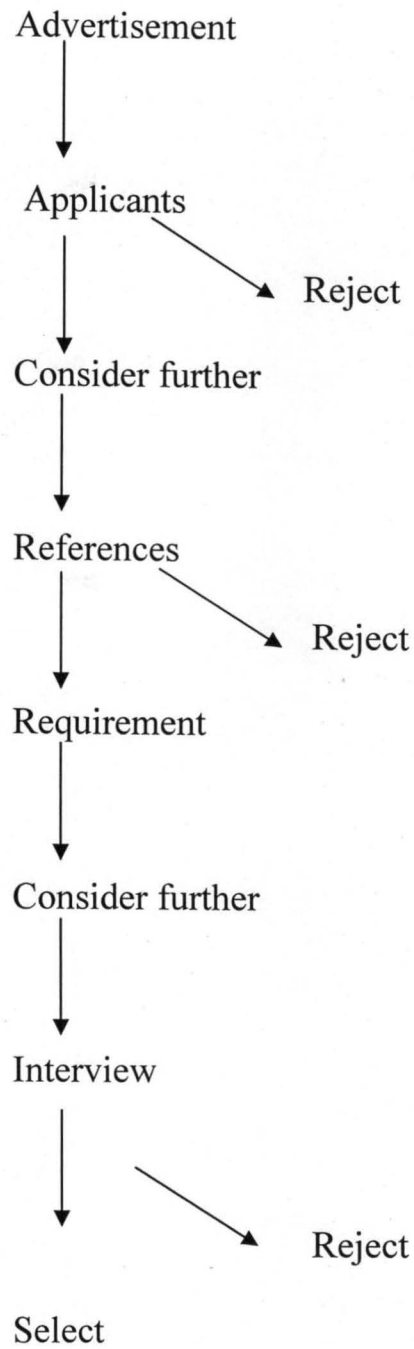 Advertisement
Applicants
Reject
Consider further
References
Reject
Requirement
Consider further
Interview
Reject
Select